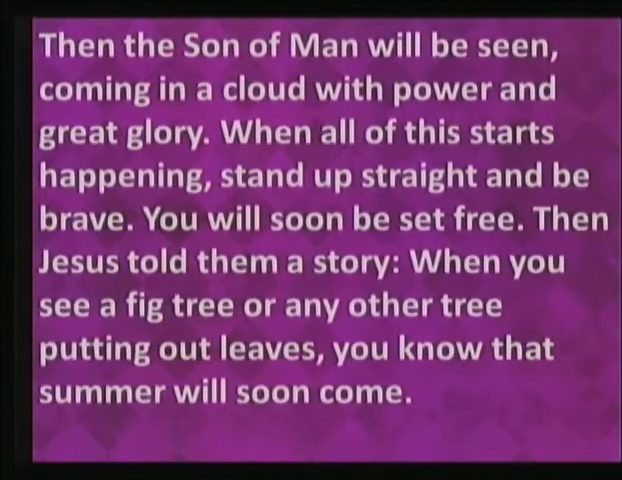 Then the Son of Man will be seen,
coming in a cloud with power and
great glory. When all of this starts
happening, stand up straight and be
brave. You will soon be set free. Then
Jesus told them a story: When you
see a fig tree or any other tree
putting out leaves, you know that
summer will soon come.